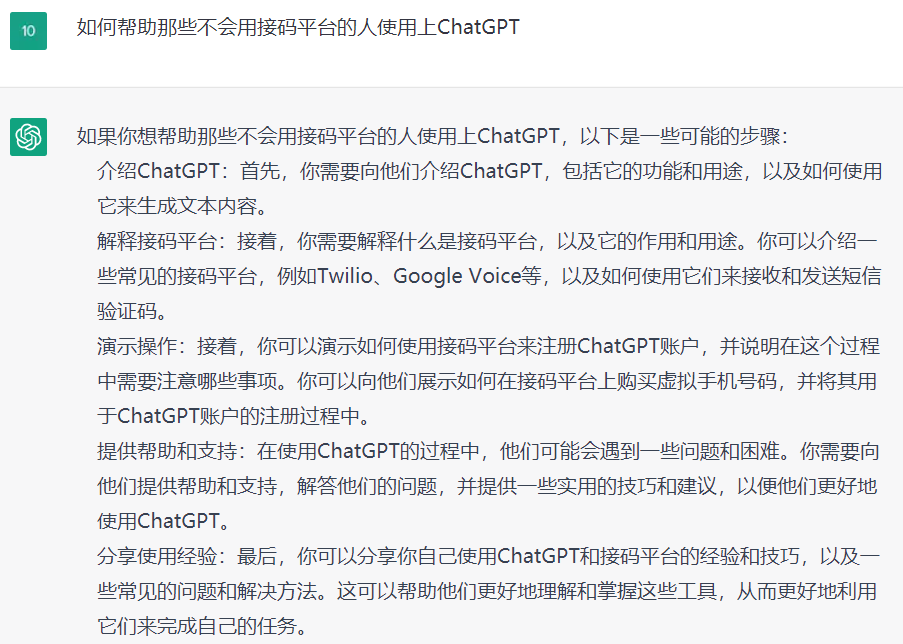 10
如何帮助那些不会用接码平台的人使用上ChatGPT
如果你想帮助那些不会用接码平台的人使用上ChatGPT，以下是一些可能的步骤：
介绍ChatGPT：首先，你需要向他们介绍ChatGPT，包括它的功能和用途，以及如何使用
它来生成文本内容。
解释接码平台：接着，你需要解释什么是接码平台，以及它的作用和用途。你可以介绍一
些常见的接码平台，例如Twilio、Google Voice等，以及如何使用它们来接收和发送短信
验证码。
演示操作：接着，你可以演示如何使用接码平台来注册ChatGPT账户，并说明在这个过程
中需要注意哪些事项。你可以向他们展示如何在接码平台上购买虚拟手机号码，并将其用
于ChatGPT账户的注册过程中。
提供帮助和支持：在使用ChatGPT的过程中，他们可能会遇到一些问题和困难。你需要向
他们提供帮助和支持，解答他们的问题，并提供一些实用的技巧和建议，以便他们更好地
使用ChatGPT。
分享使用经验：最后，你可以分享你自己使用ChatGPT和接码平台的经验和技巧，以及一
些常见的问题和解决方法。这可以帮助他们更好地理解和掌握这些工具，从而更好地利用
它们来完成自己的任务。